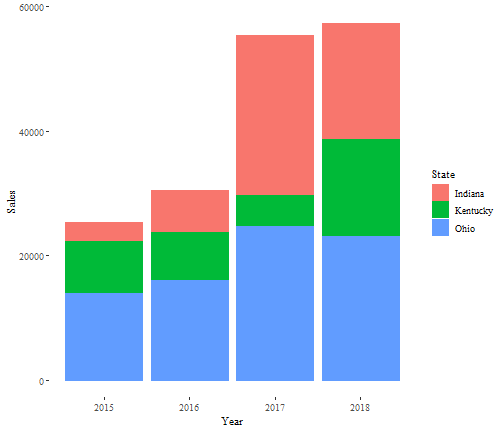 60000
40000
20000
0
Sales
2015 2016 2017 2018
Year
State
Indiana
Kentucky
Ohio